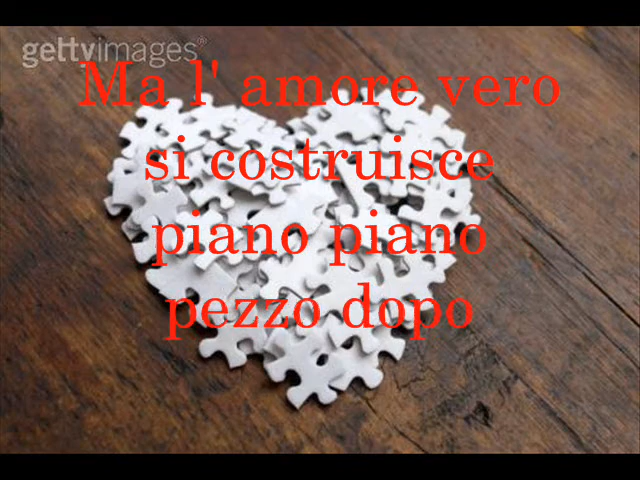 gettyimages®
Ma l' amore vero
si costruisce
piano piano
pezzo dopo